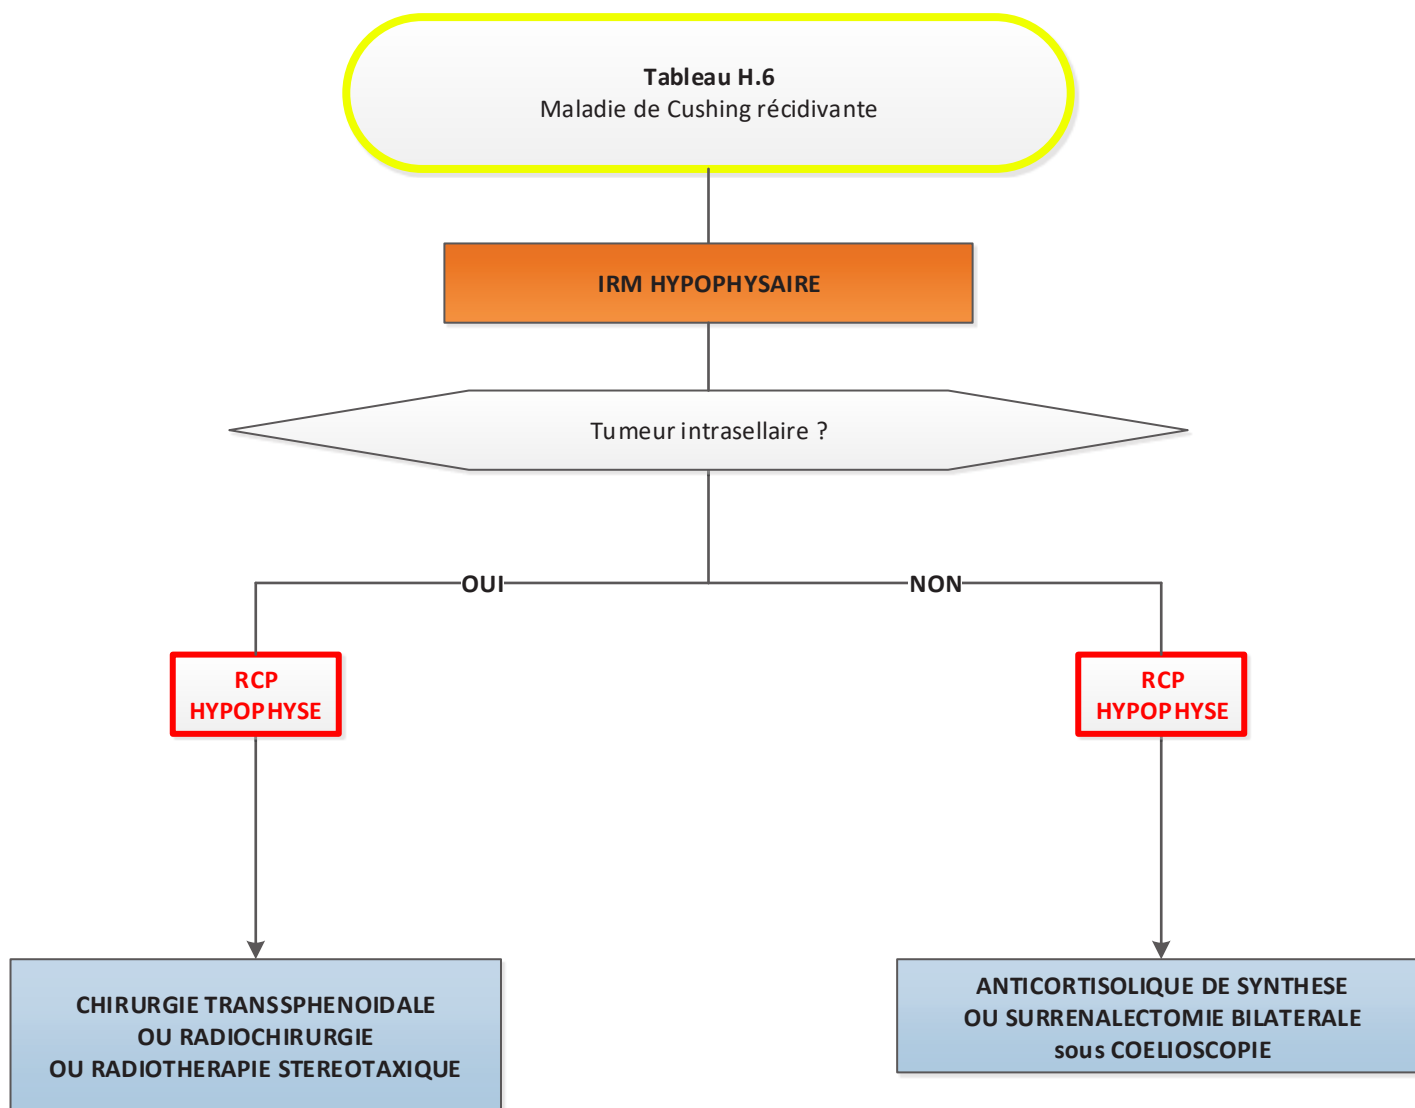 Tableau H.6
Maladie de Cushing récidivante
IRM HYPOPHYSAIRE
Tumeur intrasellaire ?
OUI
NON
RCP
HYPOPHYSE
RCP
HYPOPHYSE
CHIRURGIE TRANSSPHENOIDALE
OU RADIOCHIRURGIE
OU RADIOTHERAPIE STEREOTAXIQUE
ANTICORTISOLIQUE DE SYNTHESE
OU SURRENALECTOMIE BILATERALE
sous COELIOSCOPIE